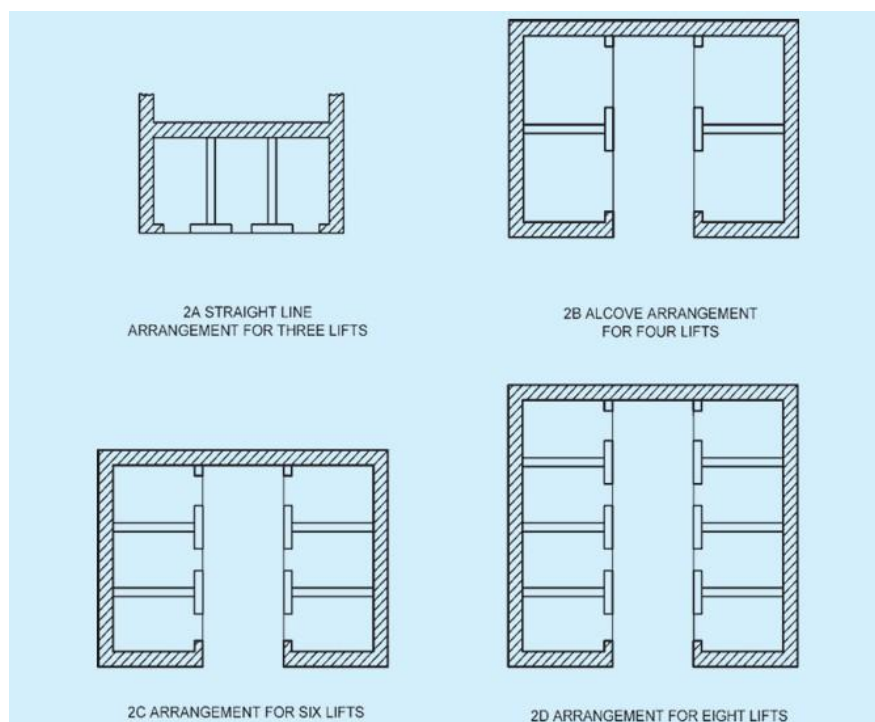 2A STRAIGHT LINE
ARRANGEMENT FOR THREE LIFTS
2B ALCOVE ARRANGEMENT
FOR FOUR LIFTS
2C ARRANGEMENT FOR SIX LIFTS
2D ARRANGEMENT FOR EIGHT LIFTS